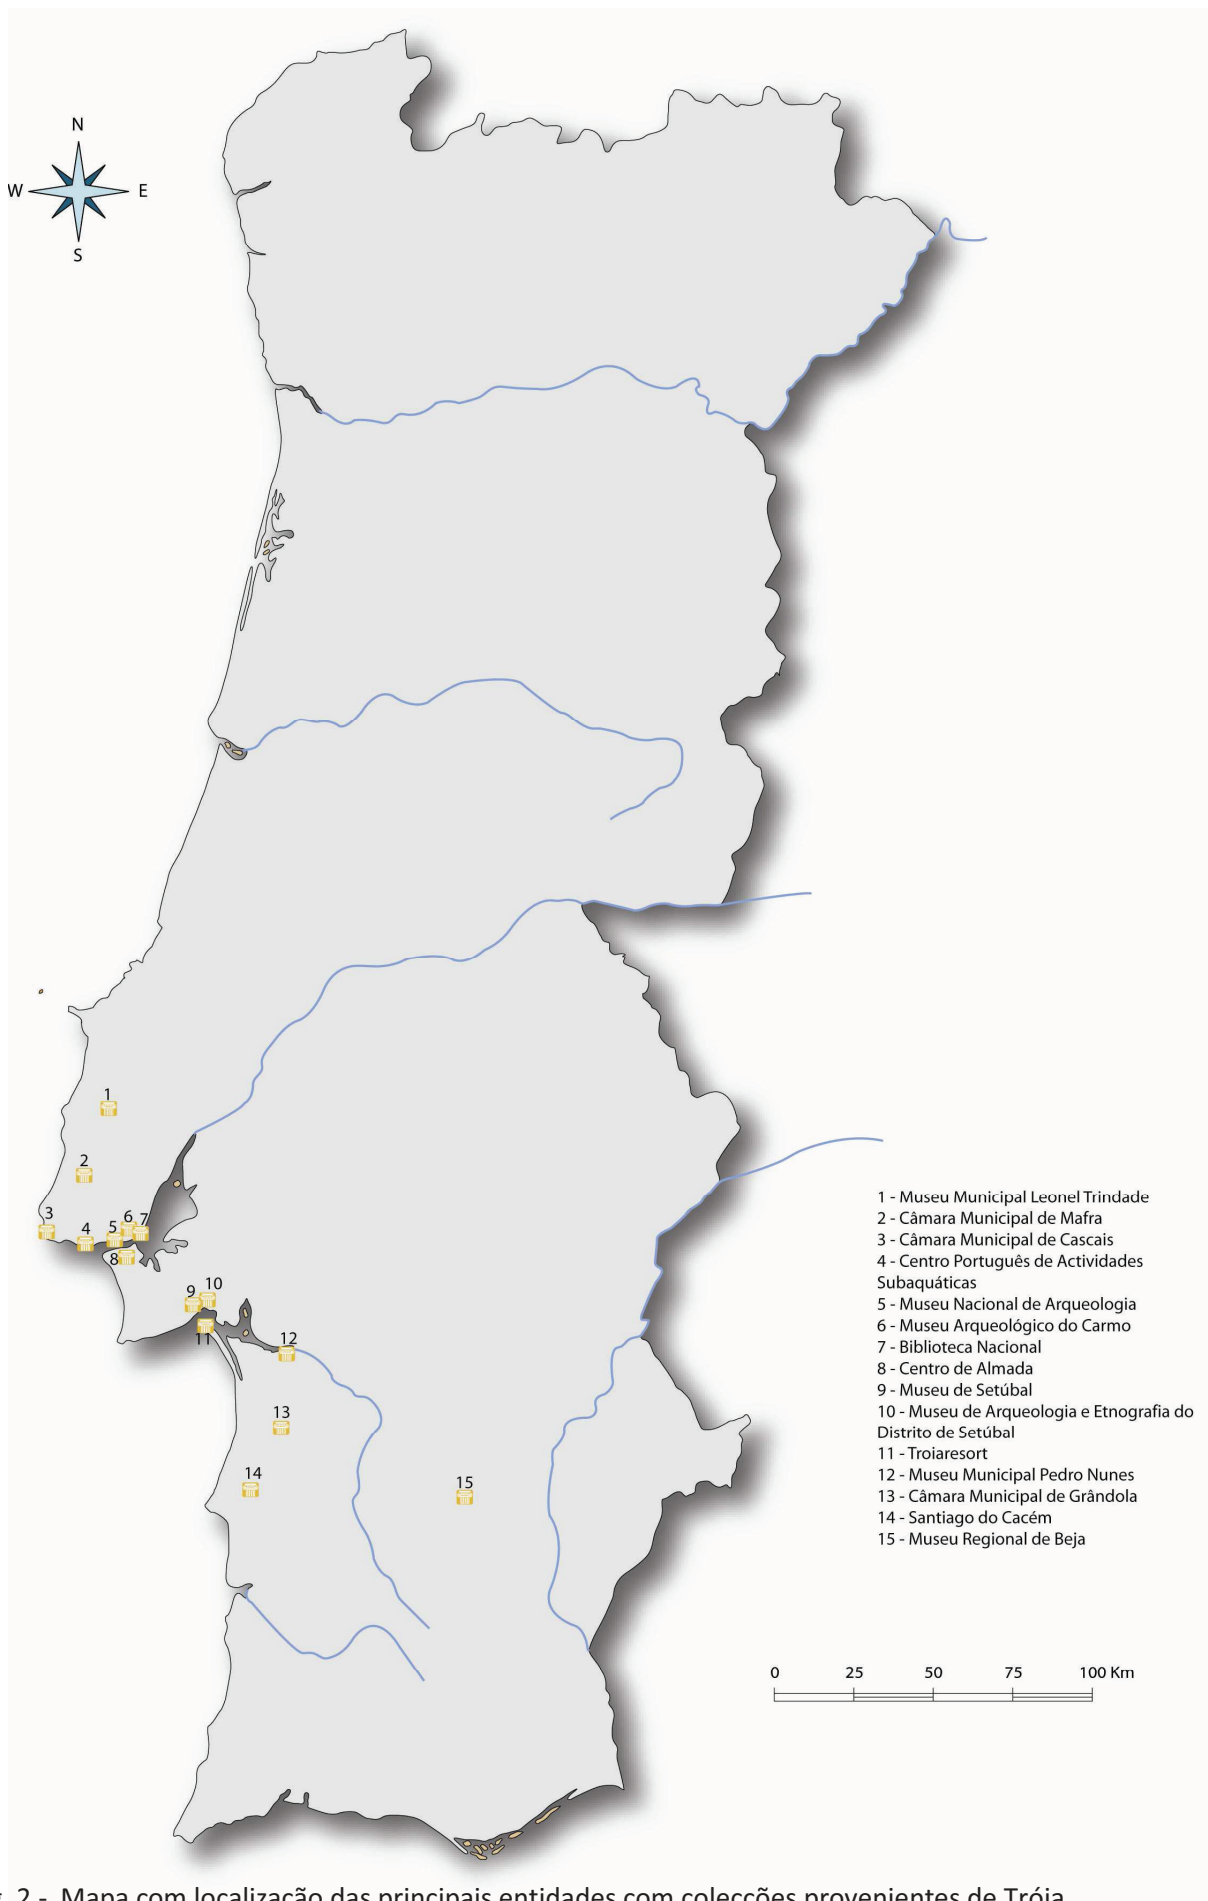 N
W E
S
1
2
3
4
5
6
7
8
9
10
11
12
13
14
15
1 - Museu Municipal Leonel Trindade
2 - Câmara Municipal de Mafra
3 - Câmara Municipal de Cascais
4 - Centro Português de Actividades
Subaquáticas
5 - Museu Nacional de Arqueologia
6 - Museu Arqueológico do Carmo
7 - Biblioteca Nacional
8 - Centro de Almada
9 - Museu de Setúbal
10 - Museu de Arqueologia e Etnografia do
Distrito de Setúbal
11 - Troiaresort
12 - Museu Municipal Pedro Nunes
13 - Câmara Municipal de Grândola
14 - Santiago do Cacém
15 - Museu Regional de Beja
0 25 50 75 100 Km
. 2 - Mapa com localização das principais entidades com colecções provenientes de Tróia